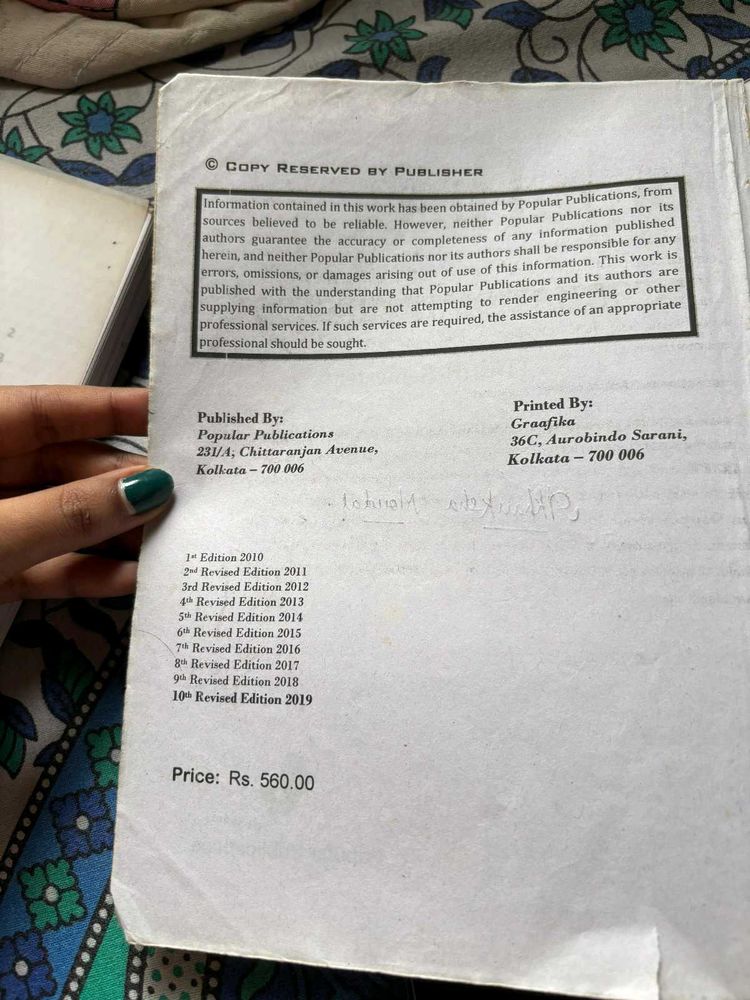 © COPY RESERVED BY PUBLISHER
Information contained in this work has been obtained by Popular Publications, from
sources believed to be reliable. However, neither Popular Publications nor its
authors guarantee the accuracy or completeness of any information published
herein, and neither Popular Publications nor its authors shall be responsible for any
errors, omissions, or damages arising out of use of this information. This work is
published with the understanding that Popular Publications and its authors are
supplying information but are not attempting to render engineering or other
professional services. If such services are required, the assistance of an appropriate
professional should be sought.
Published By:
Popular Publications
231/A, Chittaranjan Avenue,
Kolkata – 700 006
Printed By:
Graafika
36C, Aurobindo Sarani,
Kolkata – 700 006
1st Edition 2010
2nd Revised Edition 2011
3rd Revised Edition 2012
4th Revised Edition 2013
5th Revised Edition 2014
6th Revised Edition 2015
7th Revised Edition 2016
8th Revised Edition 2017
9th Revised Edition 2018
10th Revised Edition 2019
Price: Rs. 560.00